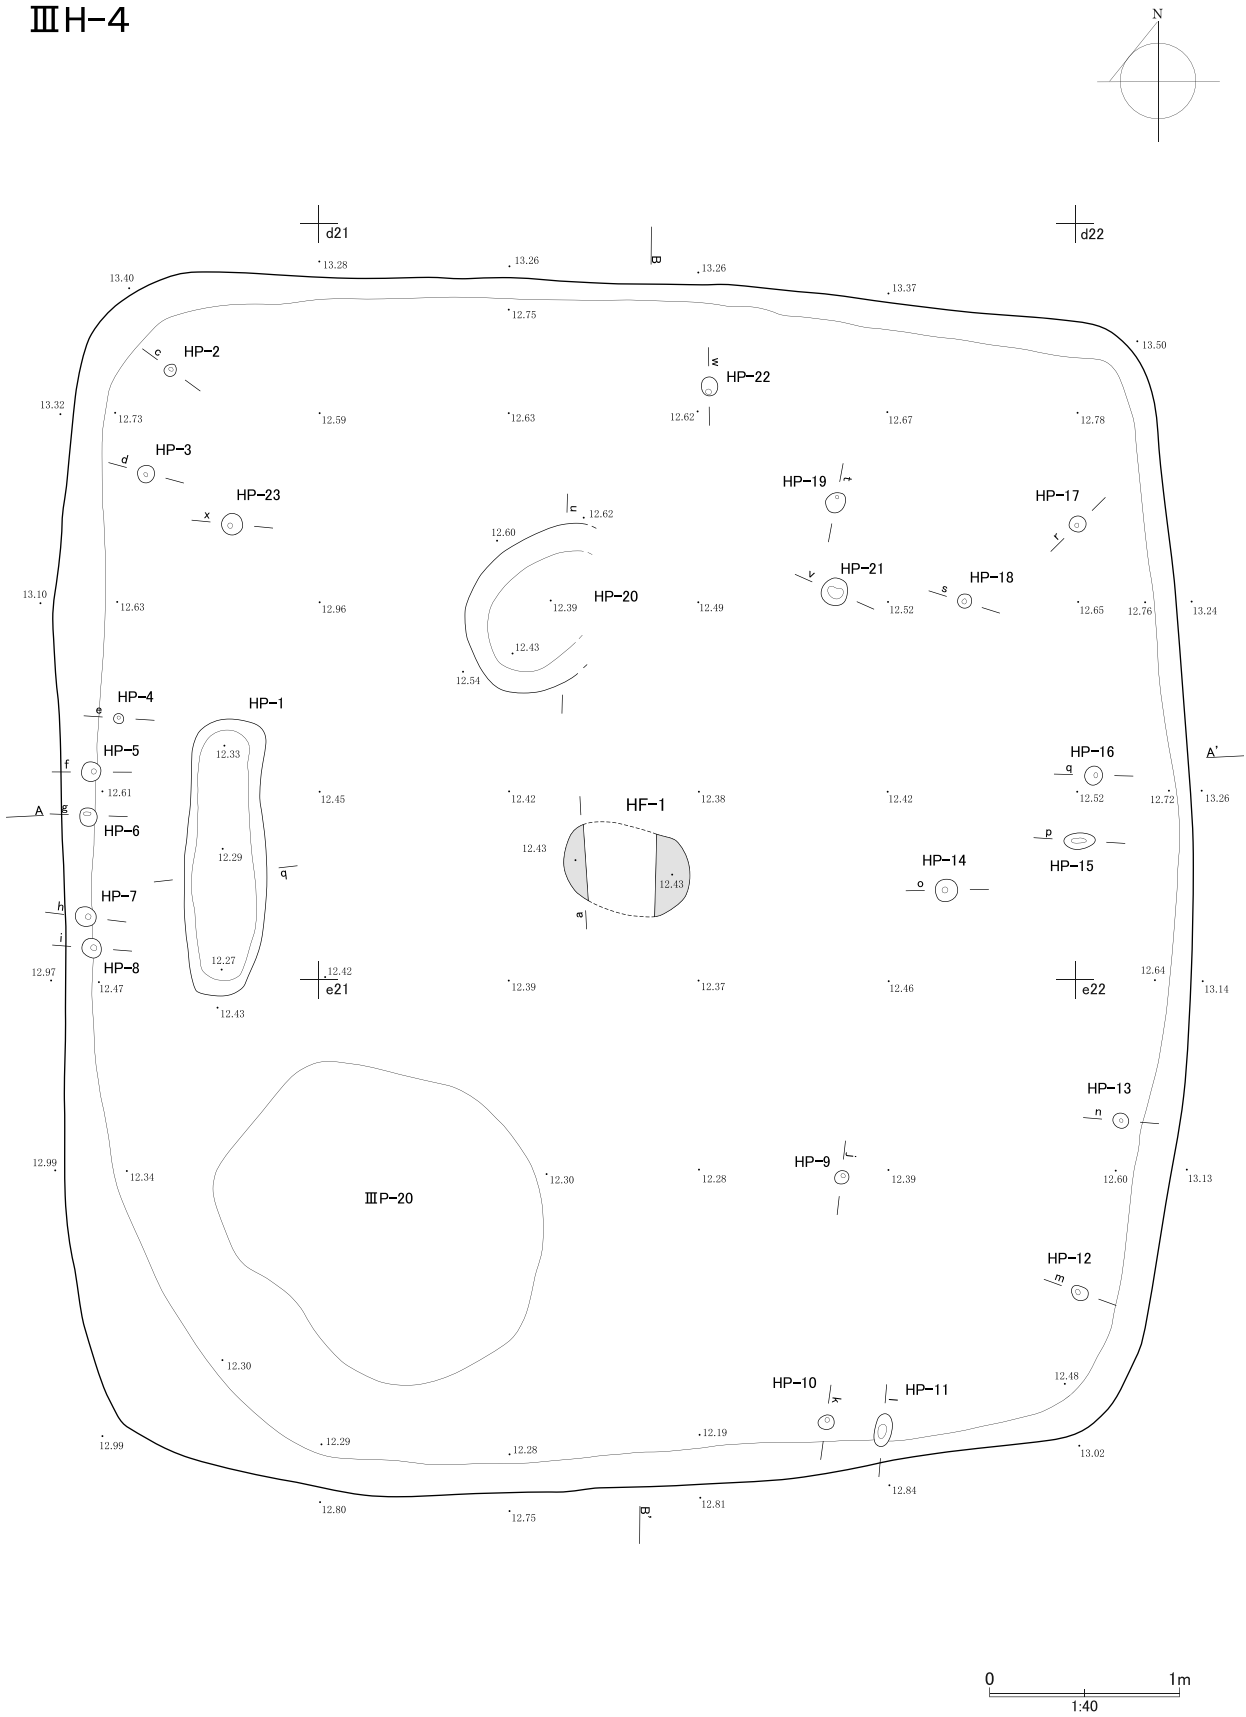 ⅢH-4
N
d21
d22
B
13.28
13.26
13.26
13.40
13.37
12.75
13.50
c
HP-2
w
HP-22
13.32
12.73
12.59
12.63
12.62
12.67
12.78
d
HP-3
HP-19
t
HP-17
x
HP-23
u
12.62
12.60
r
v
HP-21
s
HP-18
13.10
12.63
12.96
12.39
HP-20
12.49
12.52
12.65
12.76
13.24
12.43
12.54
e
HP-4
HP-1
f
HP-5
12.33
q
HP-16
A'
12.61
12.45
12.42
12.38
12.42
12.52
12.72
13.26
A
g
HP-6
HF-1
p
HP-15
12.29
q
12.43
12.43
o
HP-14
h
HP-7
a
i
HP-8
12.97
12.47
12.27
12.42
e21
12.39
12.37
12.46
e22
12.64
13.14
12.43
n
HP-13
12.99
12.34
ⅢP-20
12.30
12.28
HP-9
j
12.39
12.60
13.13
HP-12
m
12.30
HP-10
k
l
HP-11
12.48
12.99
12.29
12.28
12.19
13.02
12.80
12.75
12.81
12.84
B'
0 1m
1:40